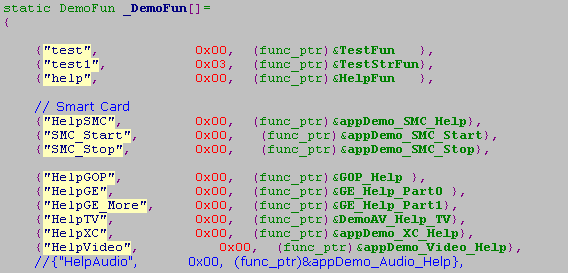 static DemoFun _DemoFun[]=
{
{"test", 0x00, (func_ptr)&TestFun },
{"test1", 0x03, (func_ptr)&TestStrFun},
{"help", 0x00, (func_ptr)&HelpFun },
// Smart Card
{"HelpSMC", 0x00, (func_ptr)&appDemo_SMC_Help},
{"SMC_Start", 0x00, (func_ptr)&appDemo_SMC_Start},
{"SMC_Stop", 0x00, (func_ptr)&appDemo_SMC_Stop},
{"HelpGOP", 0x00, (func_ptr)&GOP_Help },
{"HelpGE", 0x00, (func_ptr)&GE_Help_Part0 },
{"HelpGE_More", 0x00, (func_ptr)&GE_Help_Part1},
{"HelpTV", 0x00, (func_ptr)&DemoAV_Help_TV},
{"HelpXC", 0x00, (func_ptr)&appDemo_XC_Help},
{"HelpVideo", 0x00, (func_ptr)&appDemo_Video_Help},
//{"HelpAudio", 0x00, (func_ptr)&appDemo_Audio_Help},